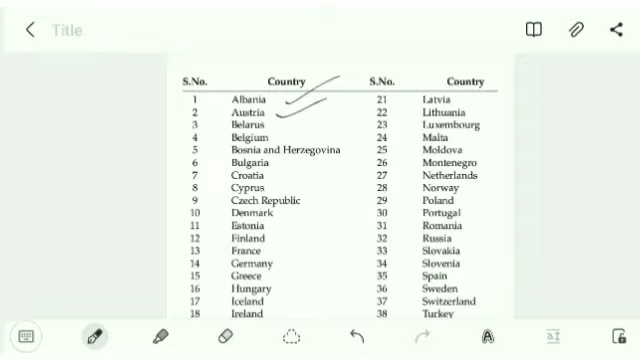 Title
S.No. Country S.No. Country
1 Albania 21 Latvia
2 Austria 22 Lithuania
3 Belarus 23 Luxembourg
4 Belgium 24 Malta
5 Bosnia and Herzegovina 25 Moldova
6 Bulgaria 26 Montenegro
7 Croatia 27 Netherlands
8 Cyprus 28 Norway
9 Czech Republic 29 Poland
10 Denmark 30 Portugal
11 Estonia 31 Romania
12 Finland 32 Russia
13 France 33 Slovakia
14 Germany 34 Slovenia
15 Greece 35 Spain
16 Hungary 36 Sweden
17 Iceland 37 Switzerland
18 Ireland 38 Turkey